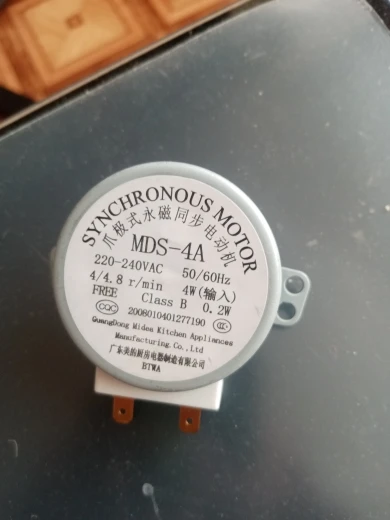 SYNCHRONOUS MOTOR
爪极式永磁同步电动机
MDS-4A
220-240VAC 50/60Hz
4/4.8 r/min 4W(输入)
FREE Class B 0.2W
CQC 2008010401277190 CCC
GuangDong Midea Kitchen Appliances
Manufacturing.Co.,Ltd
广东美的厨房电器制造有限公司
BTWA